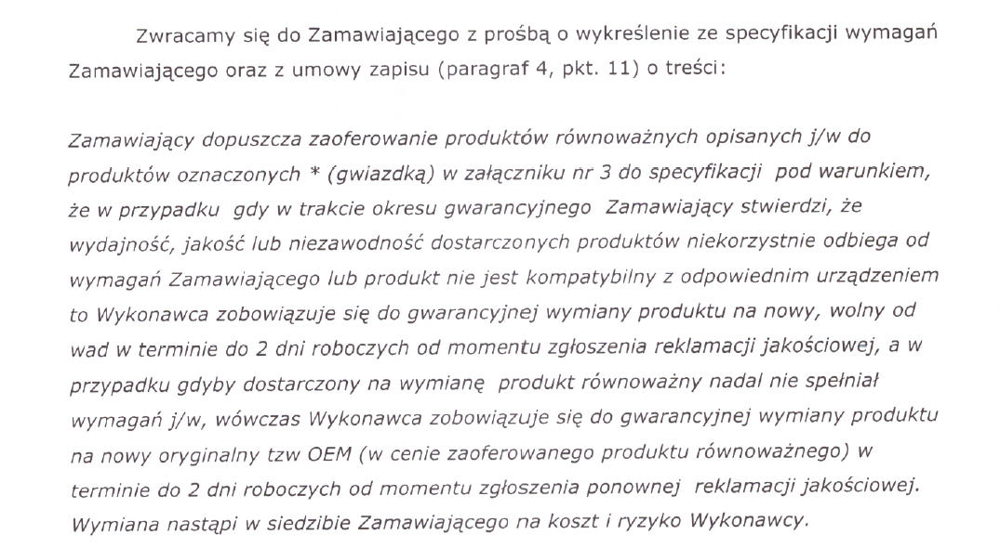 Zwracamy się do Zamawiającego z prośbą o wykreślenie ze specyfikacji wymagań
Zamawiającego oraz z umowy zapisu (paragraf 4, pkt. 11) o treści:
Zamawiający dopuszcza zaoferowanie produktów równoważnych opisanych j/w do
produktów oznaczonych * (gwiazdką) w załączniku nr 3 do specyfikacji pod warunkiem,
że w przypadku gdy w trakcie okresu gwarancyjnego Zamawiający stwierdzi, że
wydajność, jakość lub niezawodność dostarczonych produktów niekorzystnie odbiega od
wymagań Zamawiającego lub produkt nie jest kompatybilny z odpowiednim urządzeniem
to Wykonawca zobowiązuje się do gwarancyjnej wymiany produktu na nowy, wolny od
wad w terminie do 2 dni roboczych od momentu zgłoszenia reklamacji jakościowej, a w
przypadku gdyby dostarczony na wymianę produkt równoważny nadal nie spełniał
wymagań j/w, wówczas Wykonawca zobowiązuje się do gwarancyjnej wymiany produktu
na nowy oryginalny tzw OEM (w cenie zaoferowanego produktu równoważnego) w
terminie do 2 dni roboczych od momentu zgłoszenia ponownej reklamacji jakościowej.
Wymiana nastąpi w siedzibie Zamawiającego na koszt i ryzyko Wykonawcy.